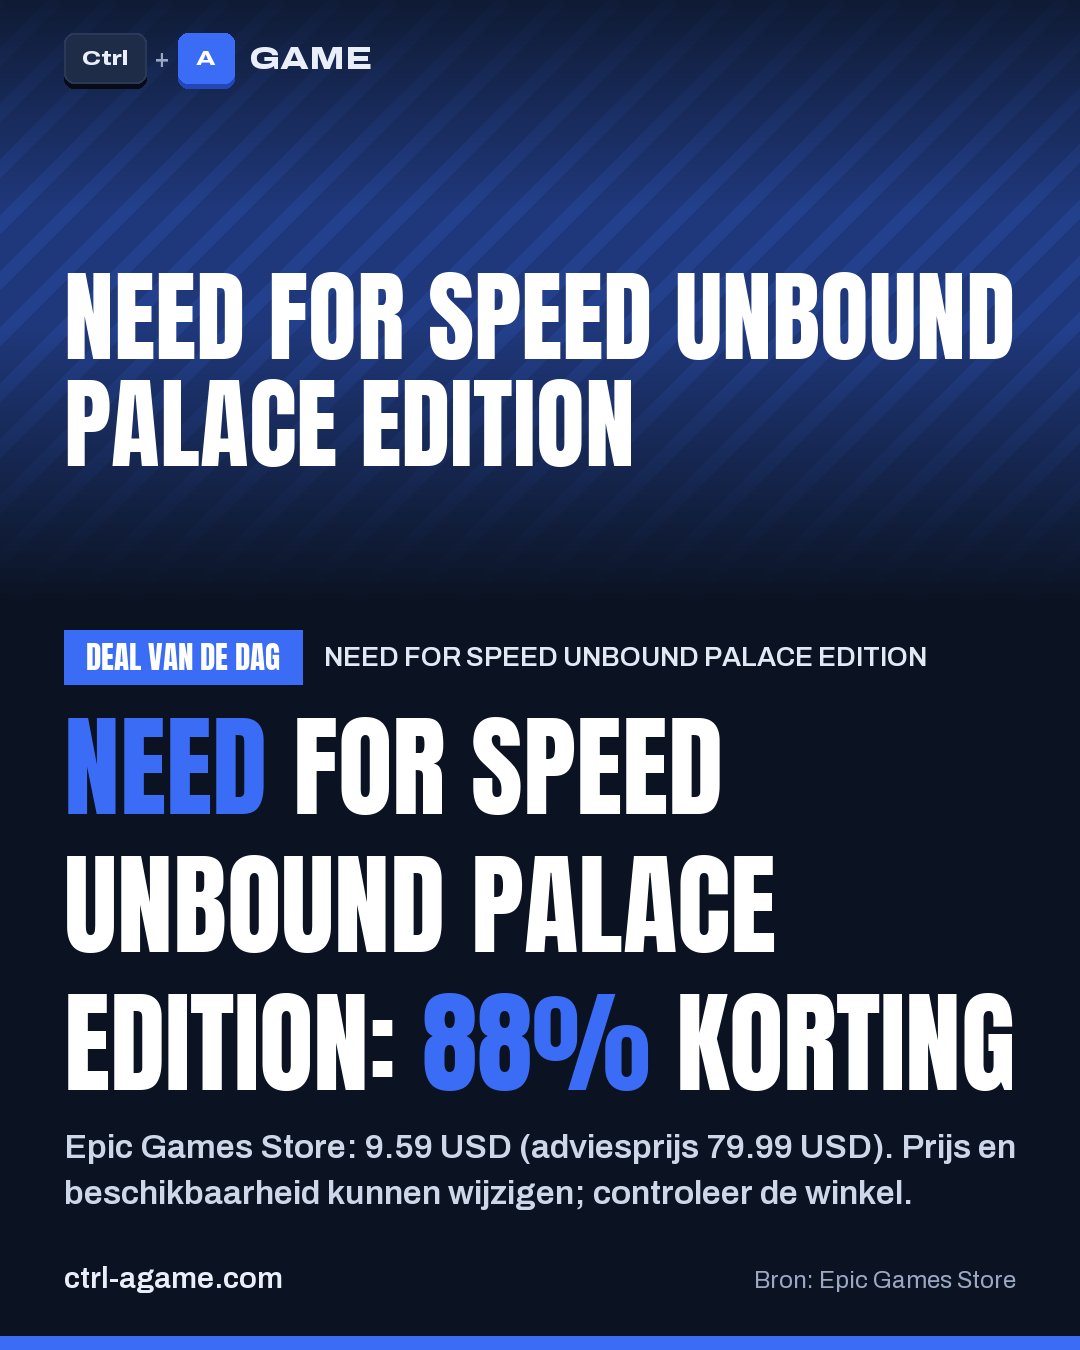 Ctrl + A GAME
NEED FOR SPEED UNBOUND
PALACE EDITION
DEAL VAN DE DAG NEED FOR SPEED UNBOUND PALACE EDITION
NEED FOR SPEED
UNBOUND PALACE
EDITION: 88% KORTING
Epic Games Store: 9.59 USD (adviesprijs 79.99 USD). Prijs en
beschikbaarheid kunnen wijzigen; controleer de winkel.
ctrl-agame.com Bron: Epic Games Store